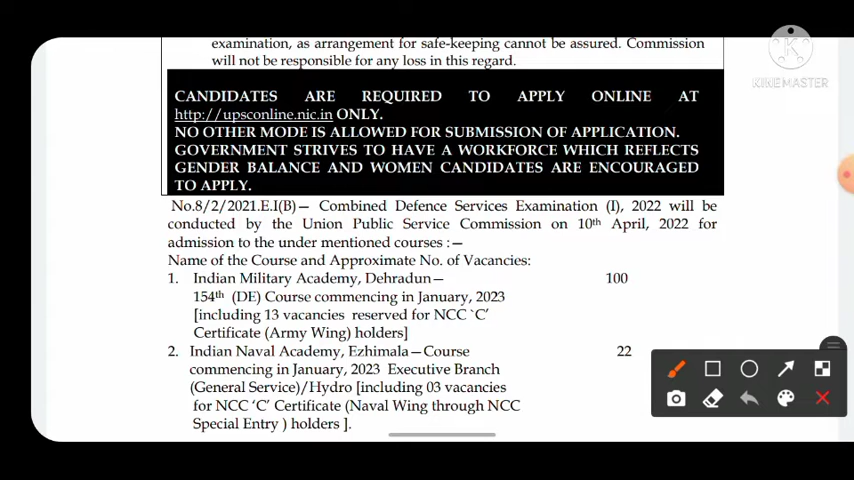 examination, as arrangement for safe-keeping cannot be assured. Commission
will not be responsible for any loss in this regard.
KINEMASTER
CANDIDATES ARE REQUIRED TO APPLY ONLINE AT
http://upsconline.nic.in ONLY.
NO OTHER MODE IS ALLOWED FOR SUBMISSION OF APPLICATION.
GOVERNMENT STRIVES TO HAVE A WORKFORCE WHICH REFLECTS
GENDER BALANCE AND WOMEN CANDIDATES ARE ENCOURAGED
TO APPLY.
No.8/2/2021.E.I(B)— Combined Defence Services Examination (I), 2022 will be
conducted by the Union Public Service Commission on 10th April, 2022 for
admission to the under mentioned courses :—
Name of the Course and Approximate No. of Vacancies:
1. Indian Military Academy, Dehradun— 100
154th (DE) Course commencing in January, 2023
[including 13 vacancies reserved for NCC `C'
Certificate (Army Wing) holders]
2. Indian Naval Academy, Ezhimala—Course 22
commencing in January, 2023 Executive Branch
(General Service)/Hydro [including 03 vacancies
for NCC ‘C’ Certificate (Naval Wing through NCC
Special Entry ) holders ].